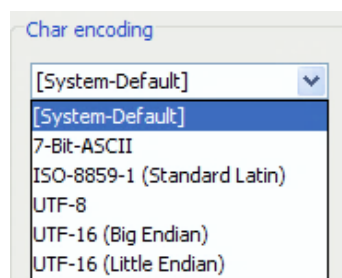 Char encoding
[System-Default]
[System-Default]
7-Bit-ASCII
ISO-8859-1 (Standard Latin)
UTF-8
UTF-16 (Big Endian)
UTF-16 (Little Endian)